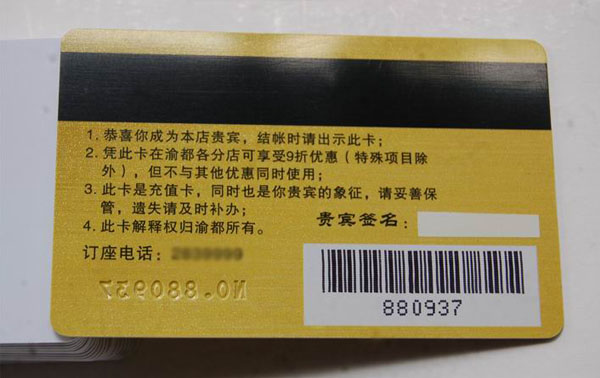 1. 恭喜你成为本店贵宾，结帐时请出示此卡；
2. 凭此卡在渝都各分店可享受9折优惠（特殊项目除
外），但不与其他优惠同时使用；
3. 此卡是充值卡，同时也是你贵宾的象征，请妥善保
管，遗失请及时补办；
4. 此卡解释权归渝都所有。
贵宾签名：
订座电话：
NO.880937
880937